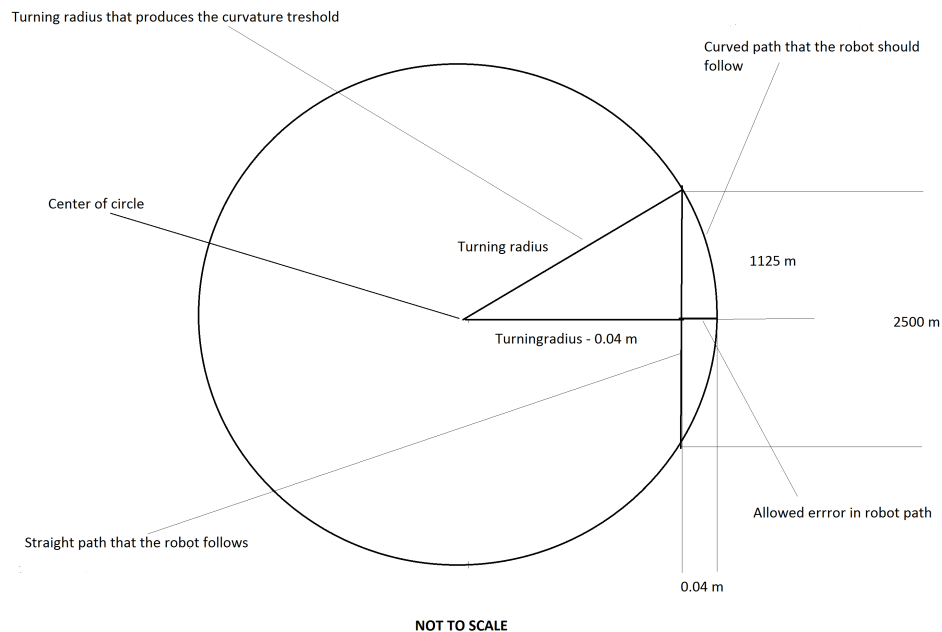 Turning radius that produces the curvature treshold
Curved path that the robot should
follow
Center of circle
Turning radius
1125 m
2500 m
Turningradius - 0.04 m
Allowed errror in robot path
Straight path that the robot follows
0.04 m
NOT TO SCALE